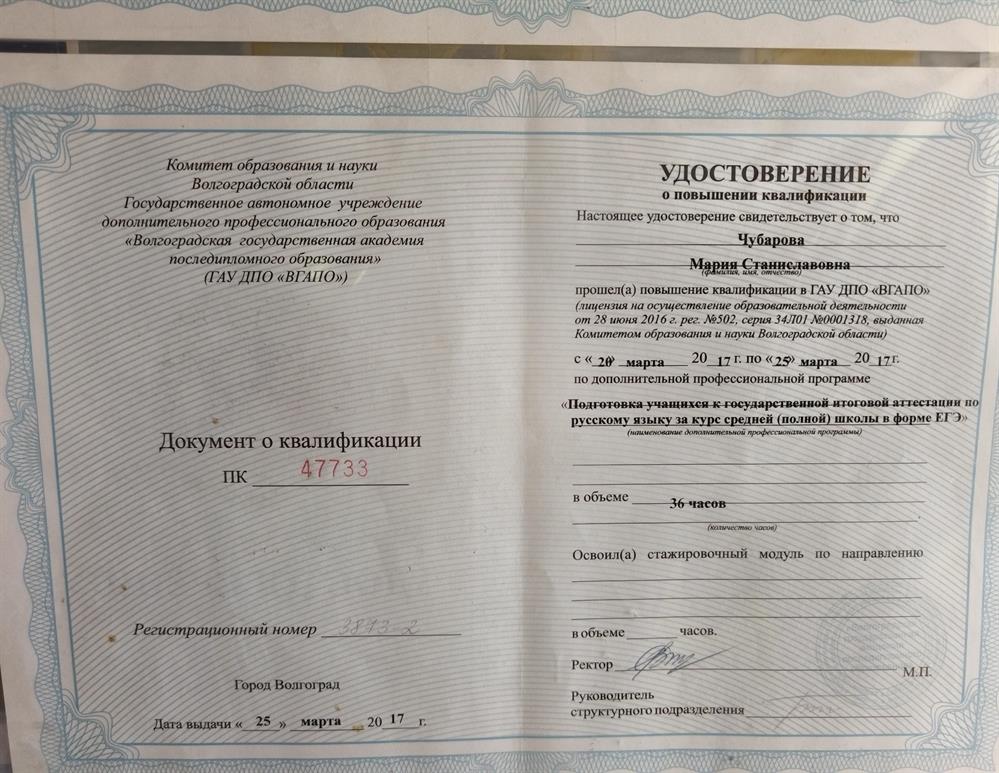 Комитет образования и науки
Волгоградской области
Государственное автономное учреждение
дополнительного профессионального образования
«Волгоградская государственная академия
последипломного образования»
(ГАУ ДПО «ВГАПО»)
Документ о квалификации
ПК 47733
Регистрационный номер 3843-2
Город Волгоград
Дата выдачи « 25 » марта 20 17 г.
УДОСТОВЕРЕНИЕ
о повышении квалификации
Настоящее удостоверение свидетельствует о том, что
Чубарова
Мария Станиславовна
(фамилия, имя, отчество)
прошел(а) повышение квалификации в ГАУ ДПО «ВГАПО»
(лицензия на осуществление образовательной деятельности
от 28 июня 2016 г. рег. №502, серия 34Л01 №0001318, выданная
Комитетом образования и науки Волгоградской области)
с « 20 » марта 20 17 г. по « 25 » марта 20 17 г.
по дополнительной профессиональной программе
«Подготовка учащихся к государственной итоговой аттестации по
русскому языку за курс средней (полной) школы в форме ЕГЭ»
(наименование дополнительной профессиональной программы)
в объеме 36 часов
(количество часов)
Освоил(а) стажировочный модуль по направлению
в объеме ______ часов.
Ректор
М.П.
Руководитель
структурного подразделения